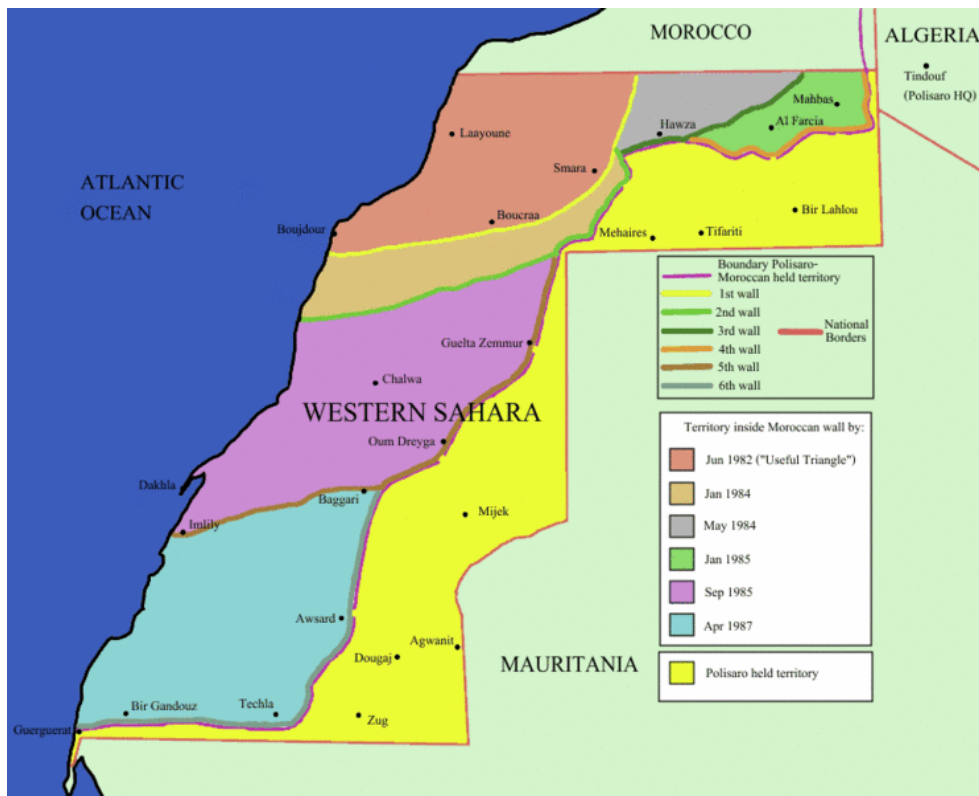 MOROCCO
ALGERIA
Tindouf
(Polisaro HQ)
Mahbas
Al Farcia
Hawza
Laayoune
Smara
ATLANTIC
OCEAN
Boucraa
Bir Lahlou
Boujdour
Mehaires
Tifariti
Boundary Polisaro-
Moroccan held territory
1st wall
2nd wall
3rd wall
4th wall
5th wall
6th wall
National
Borders
Guelta Zemmur
Chalwa
WESTERN SAHARA
Oum Dreyga
Territory inside Moroccan wall by:
Jun 1982 ("Useful Triangle")
Jan 1984
May 1984
Jan 1985
Sep 1985
Apr 1987
Polisaro held territory
Dakhla
Baggari
Imlily
Mijek
Awsard
Agwanit
Dougaj
MAURITANIA
Bir Gandouz
Techla
Zug
Guerguerat